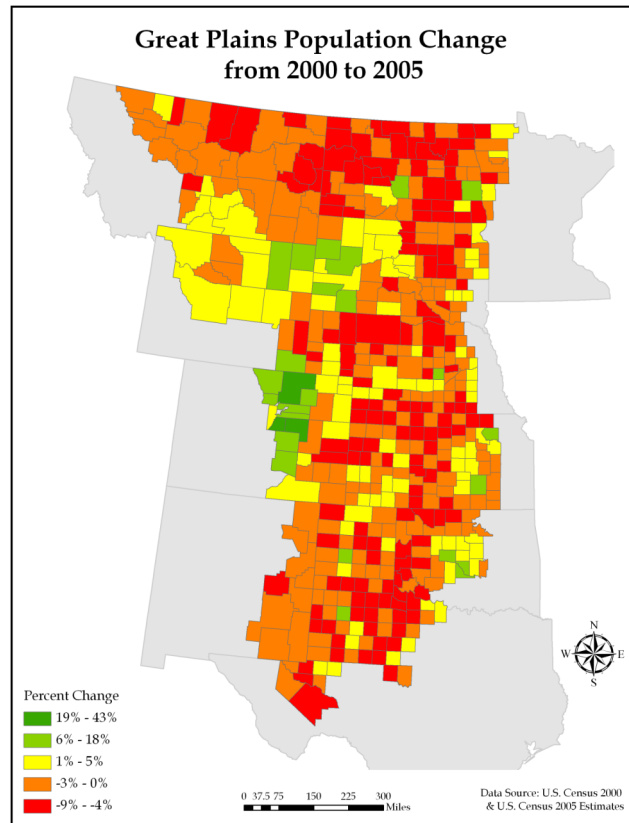 Great Plains Population Change
from 2000 to 2005
N
W
E
S
Percent Change
19% - 43%
6% - 18%
1% - 5%
-3% - 0%
-9% - -4%
0 37.5 75 150 225 300
Miles
Data Source: U.S. Census 2000
& U.S. Census 2005 Estimates